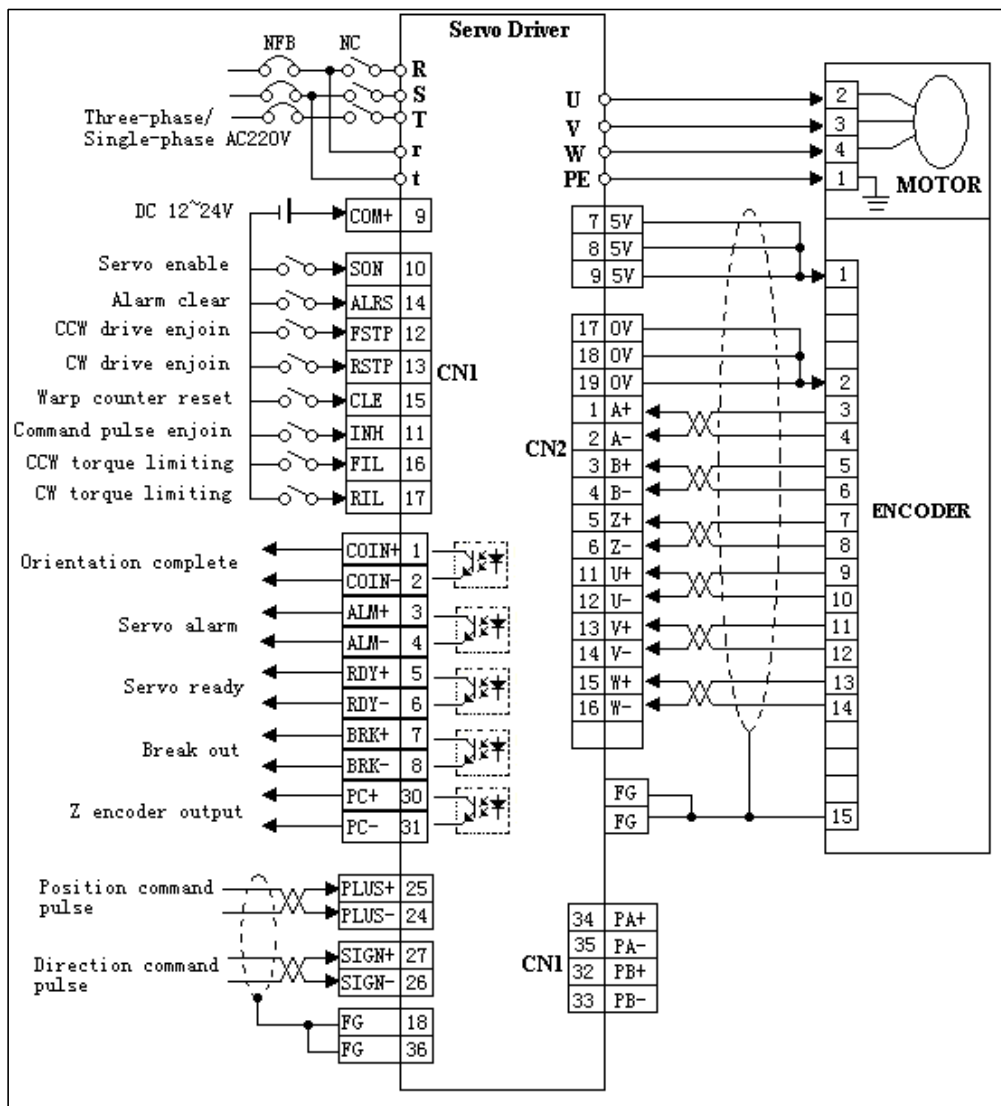 Servo Driver
NFB NC
R
S
T
Three-phase/
Single-phase AC220V
r
t
U
V
W
PE
2
3
4
1
MOTOR
DC 12~24V COM+ 9
Servo enable SON 10
Alarm clear ALRS 14
CCW drive enjoin FSTP 12
CW drive enjoin RSTP 13
Warp counter reset CLE 15
Command pulse enjoin INH 11
CCW torque limiting FIL 16
CW torque limiting RIL 17
CN1
Orientation complete
COIN+ 1
COIN- 2
Servo alarm
ALM+ 3
ALM- 4
Servo ready
RDY+ 5
RDY- 6
Break out
BRK+ 7
BRK- 8
Z encoder output
PC+ 30
PC- 31
Position command
pulse
PLUS+ 25
PLUS- 24
Direction command
pulse
SIGN+ 27
SIGN- 26
FG 18
FG 36
7 5V
8 5V
9 5V
1
17 0V
18 0V
19 0V
2
1 A+ 3
2 A- 4
3 B+ 5
4 B- 6
5 Z+ 7
6 Z- 8
11 U+ 9
12 U- 10
13 V+ 11
14 V- 12
15 W+ 13
16 W- 14
CN2
ENCODER
FG
FG
15
CN1
34 PA+
35 PA-
32 PB+
33 PB-